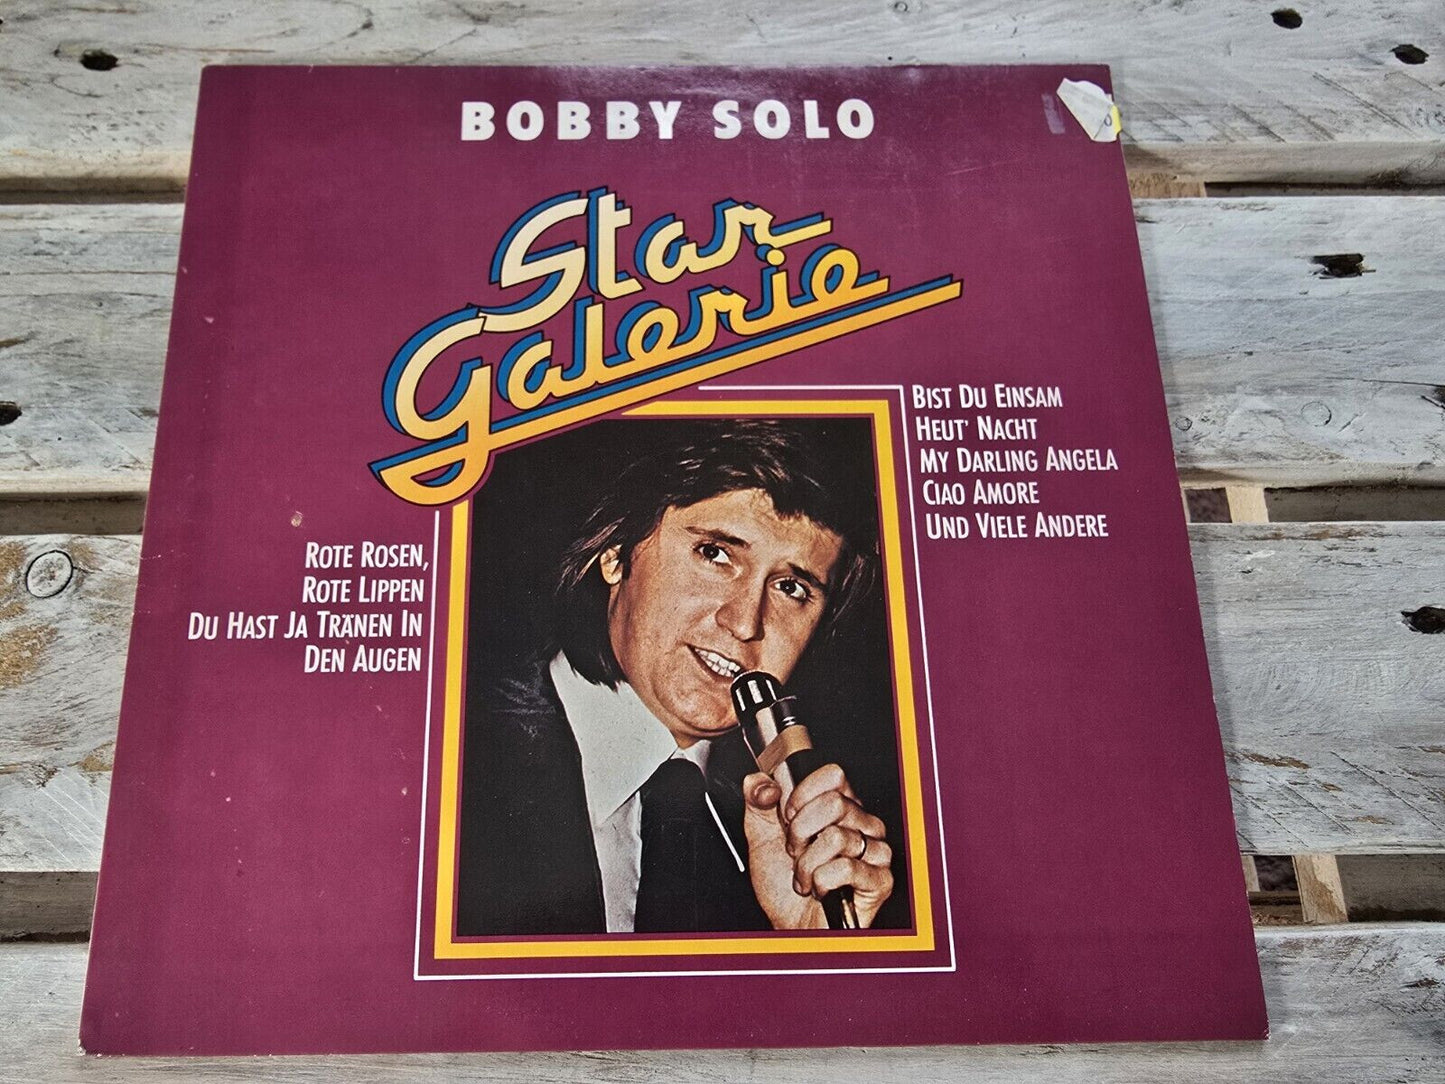 BOBBY SOLO
Star
Galerie
BIST DU EINSAM
HEUT' NACHT
MY DARLING ANGELA
CIAO AMORE
UND VIELE ANDERE
ROTE ROSEN,
ROTE LIPPEN
DU HAST JA TRÄNEN IN
DEN AUGEN